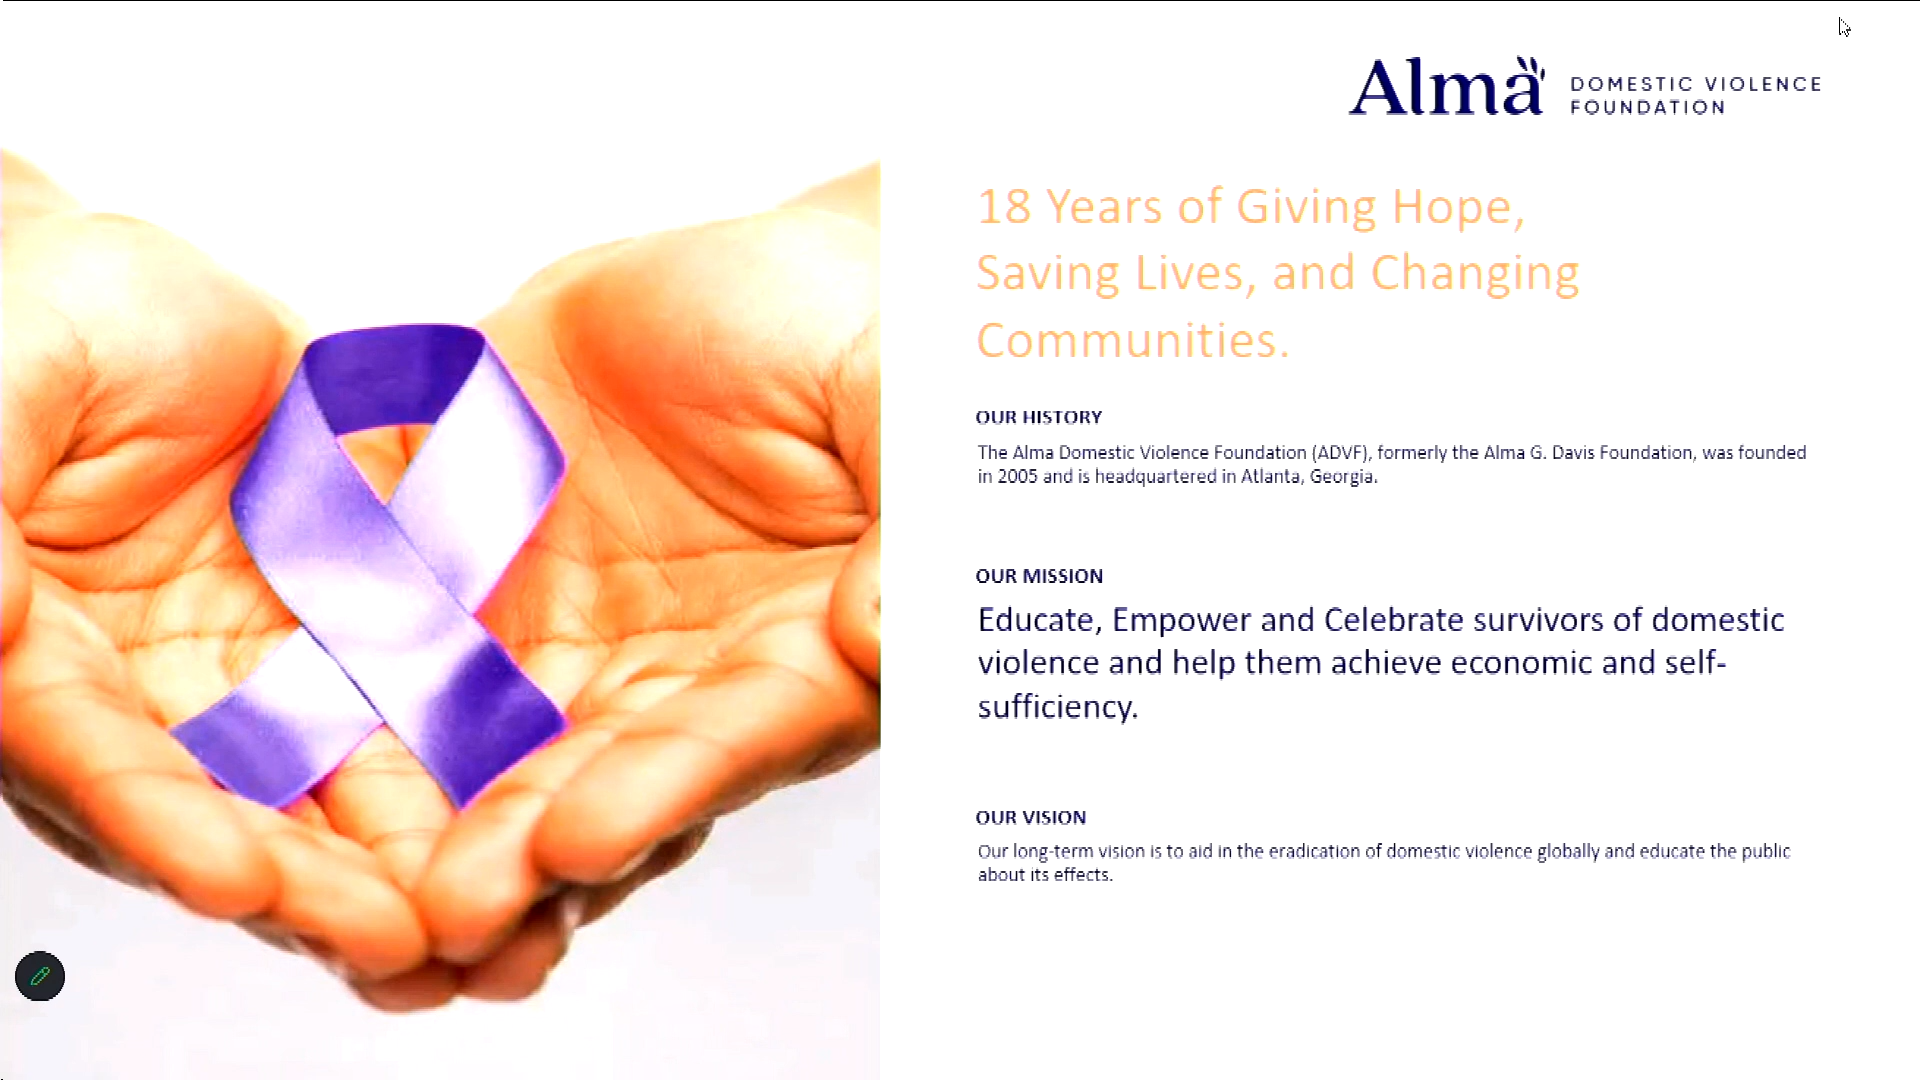 Alma DOMESTIC VIOLENCE
FOUNDATION
18 Years of Giving Hope,
Saving Lives, and Changing
Communities.
OUR HISTORY
The Alma Domestic Violence Foundation (ADVF), formerly the Alma G. Davis Foundation, was founded
in 2005 and is headquartered in Atlanta, Georgia.
OUR MISSION
Educate, Empower and Celebrate survivors of domestic
violence and help them achieve economic and self-
sufficiency.
OUR VISION
Our long-term vision is to aid in the eradication of domestic violence globally and educate the public
about its effects.